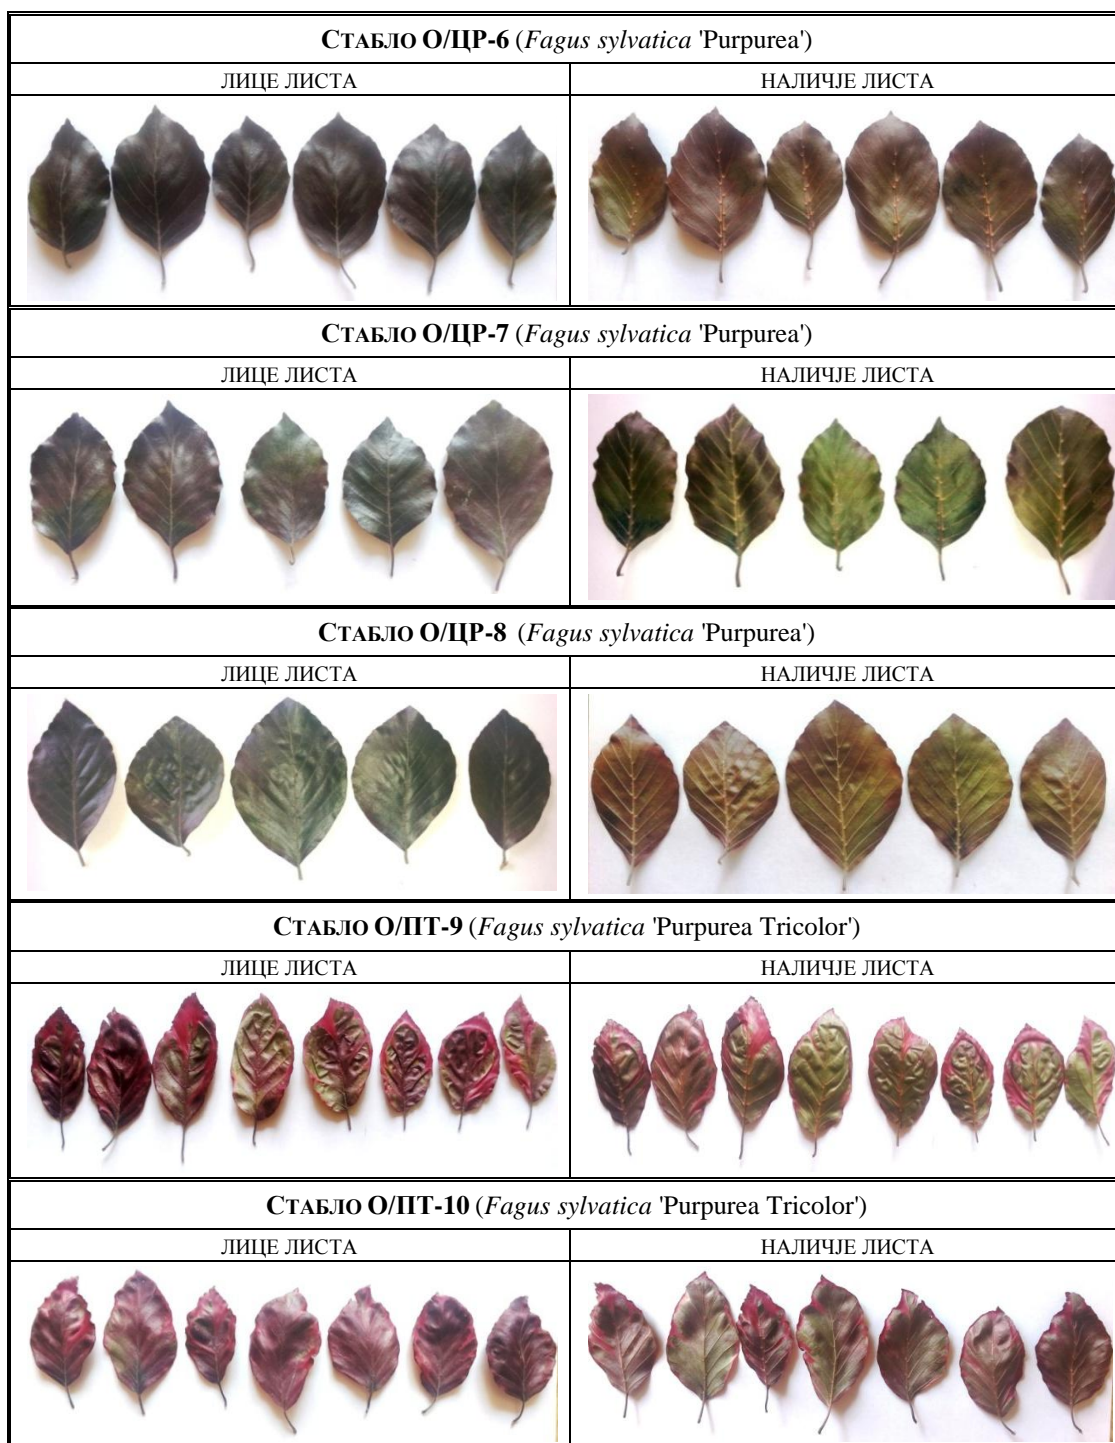 СТАБЛО О/ЦР-6 (Fagus sylvatica 'Purpurea')
ЛИЦЕ ЛИСТА
НАЛИЧЈЕ ЛИСТА
СТАБЛО О/ЦР-7 (Fagus sylvatica 'Purpurea')
ЛИЦЕ ЛИСТА
НАЛИЧЈЕ ЛИСТА
СТАБЛО О/ЦР-8 (Fagus sylvatica 'Purpurea')
ЛИЦЕ ЛИСТА
НАЛИЧЈЕ ЛИСТА
СТАБЛО О/ПТ-9 (Fagus sylvatica 'Purpurea Tricolor')
ЛИЦЕ ЛИСТА
НАЛИЧЈЕ ЛИСТА
СТАБЛО О/ПТ-10 (Fagus sylvatica 'Purpurea Tricolor')
ЛИЦЕ ЛИСТА
НАЛИЧЈЕ ЛИСТА